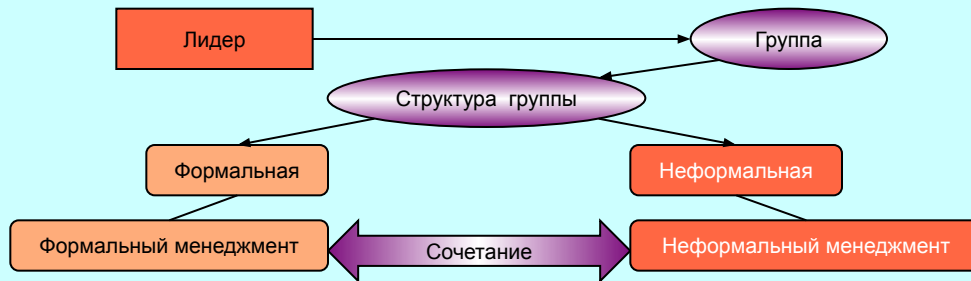 Лидер
Группа
Структура группы
Формальная
Неформальная
Формальный менеджмент
Сочетание
Неформальный менеджмент